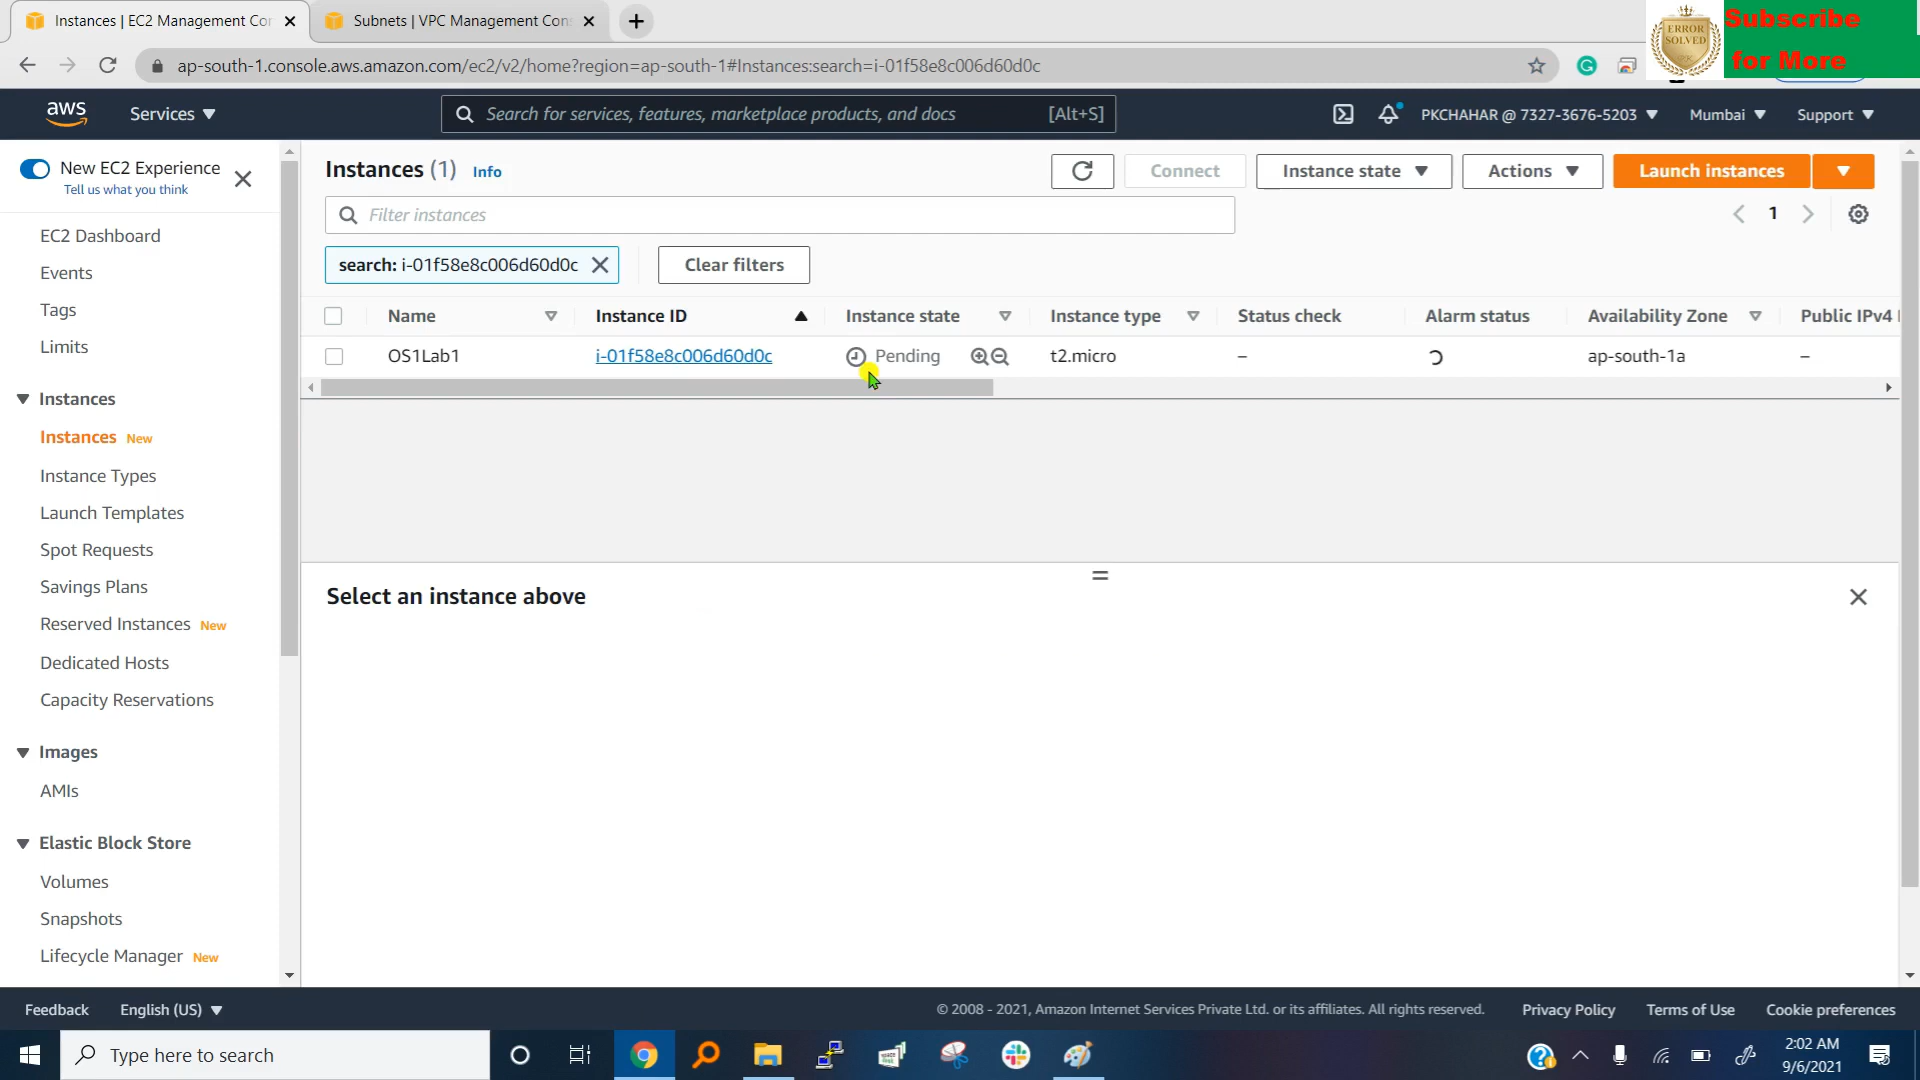 Instances | EC2 Management Con
Subnets | VPC Management Cons
ERROR
SOLVED
Subscribe
for More
ap-south-1.console.aws.amazon.com/ec2/v2/home?region=ap-south-1#Instances:search=i-01f58e8c006d60d0c
aws
Services
Search for services, features, marketplace products, and docs
[Alt+S]
PKCHAHAR @ 7327-3676-5203
Mumbai
Support
New EC2 Experience
Tell us what you think
EC2 Dashboard
Events
Tags
Limits
Instances
Instances New
Instance Types
Launch Templates
Spot Requests
Savings Plans
Reserved Instances New
Dedicated Hosts
Capacity Reservations
Images
AMIs
Elastic Block Store
Volumes
Snapshots
Lifecycle Manager New
Instances (1) Info
Connect
Instance state
Actions
Launch instances
Filter instances
1
search: i-01f58e8c006d60d0c
Clear filters
Name
Instance ID
Instance state
Instance type
Status check
Alarm status
Availability Zone
Public IPv4
OS1Lab1
i-01f58e8c006d60d0c
Pending
t2.micro
–
ap-south-1a
–
Select an instance above
Feedback
English (US)
© 2008 - 2021, Amazon Internet Services Private Ltd. or its affiliates. All rights reserved.
Privacy Policy
Terms of Use
Cookie preferences
Type here to search
2:02 AM
9/6/2021